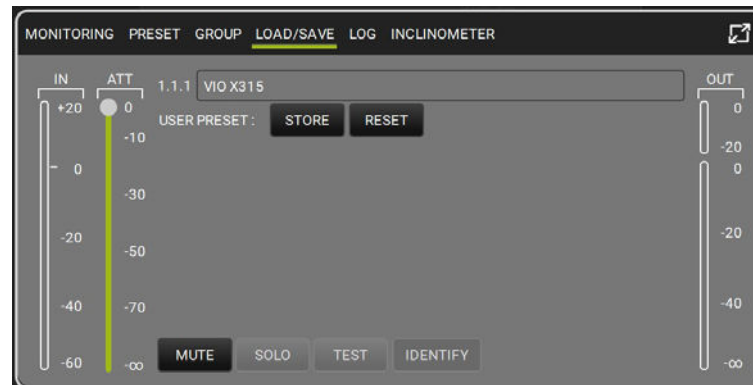 MONITORING PRESET GROUP LOAD/SAVE LOG INCLINOMETER
IN ATT 1.1.1 VIO X315 OUT
+20 0 0
USER PRESET : STORE RESET
-10 -20
0 0
-30
-20 -20
-50
-40 -70 -40
MUTE SOLO TEST IDENTIFY
-60 -∞ -∞